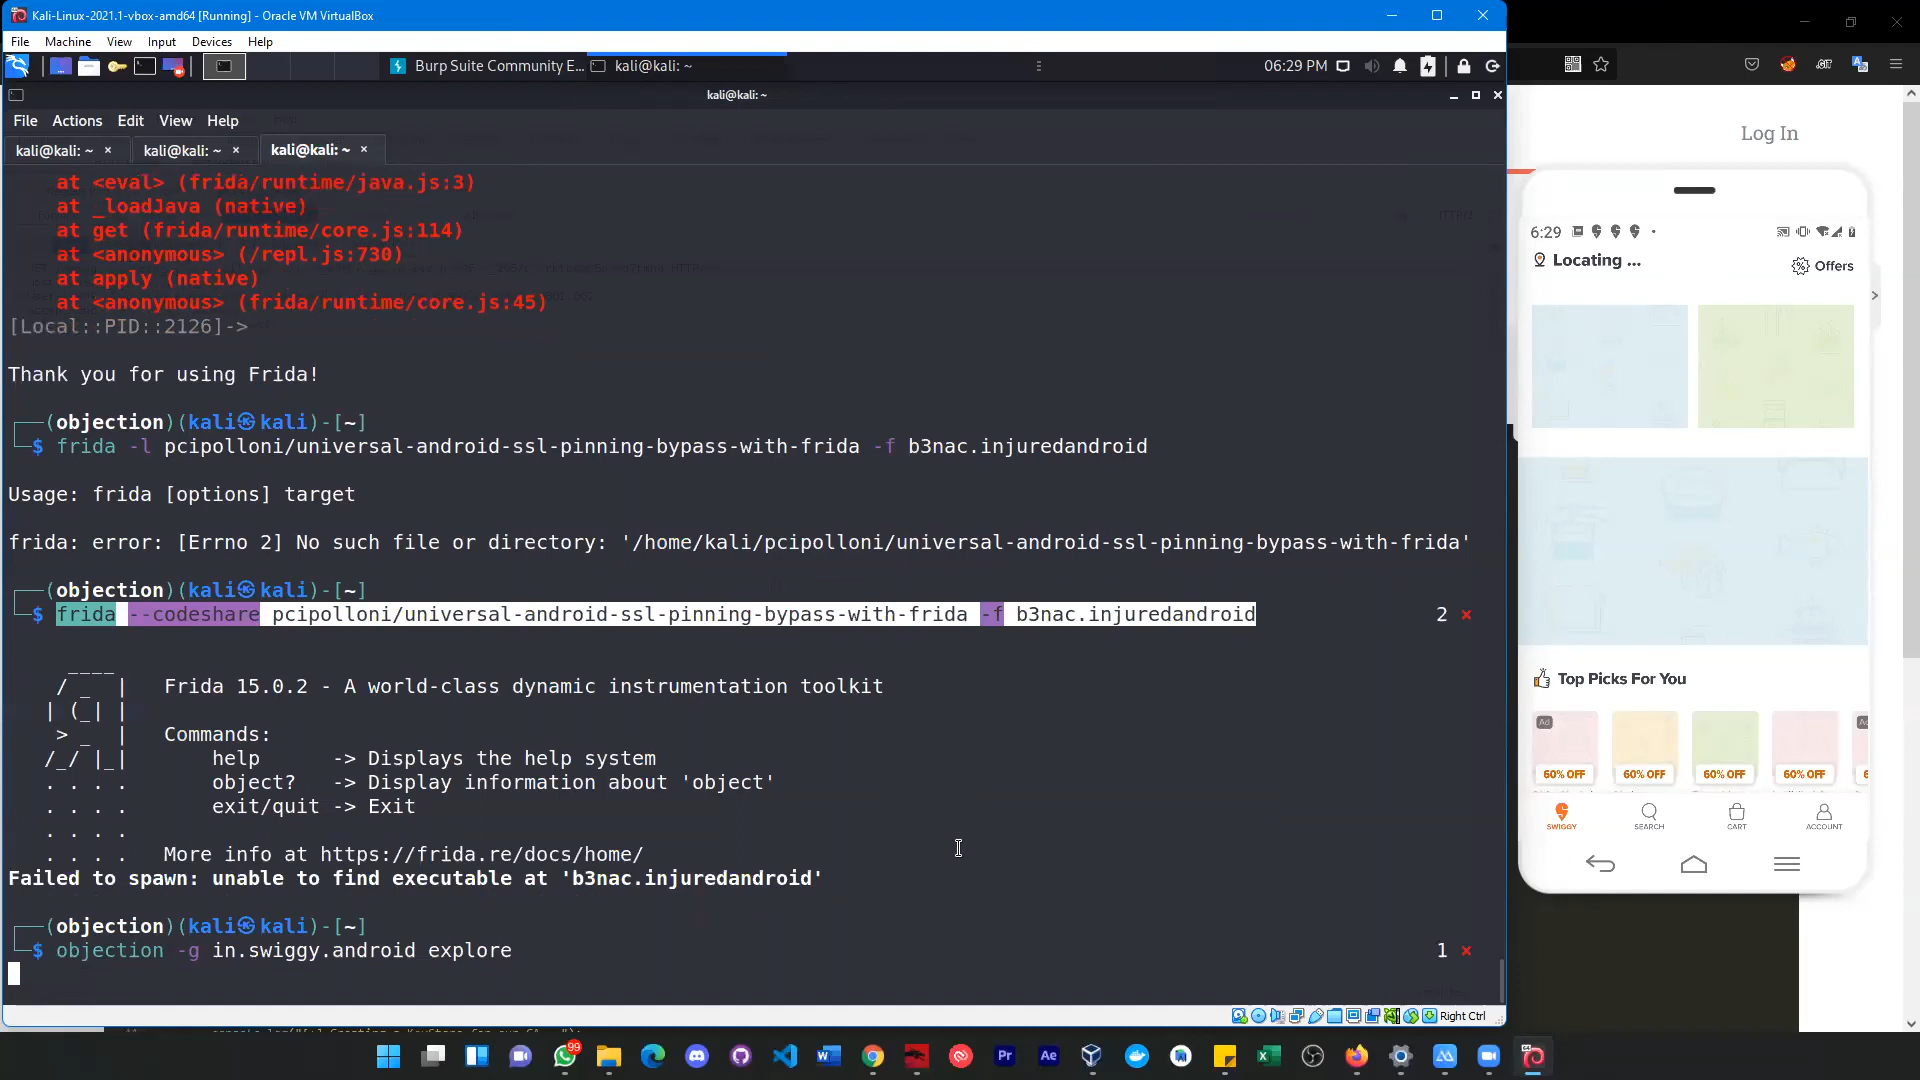 Kali-Linux-2021.1-vbox-amd64 [Running] - Oracle VM VirtualBox
File Machine View Input Devices Help
Burp Suite Community E... kali@kali: ~ 06:29 PM
kali@kali: ~
File Actions Edit View Help
kali@kali: ~ × kali@kali: ~ × kali@kali: ~ ×
at <eval> (frida/runtime/java.js:3)
at _loadJava (native)
at get (frida/runtime/core.js:114)
at <anonymous> (/repl.js:730)
at apply (native)
at <anonymous> (frida/runtime/core.js:45)
[Local::PID::2126]->
Thank you for using Frida!
┌──(objection)(kali㉿kali)-[~]
└─$ frida -l pcipolloni/universal-android-ssl-pinning-bypass-with-frida -f b3nac.injuredandroid
Usage: frida [options] target
frida: error: [Errno 2] No such file or directory: '/home/kali/pcipolloni/universal-android-ssl-pinning-bypass-with-frida'
┌──(objection)(kali㉿kali)-[~]
└─$ frida --codeshare pcipolloni/universal-android-ssl-pinning-bypass-with-frida -f b3nac.injuredandroid 2 ×
____
/ _ | Frida 15.0.2 - A world-class dynamic instrumentation toolkit
| (_| |
> _ | Commands:
/_/ |_| help -> Displays the help system
. . . . object? -> Display information about 'object'
. . . . exit/quit -> Exit
. . . .
. . . . More info at https://frida.re/docs/home/
Failed to spawn: unable to find executable at 'b3nac.injuredandroid'
┌──(objection)(kali㉿kali)-[~]
└─$ objection -g in.swiggy.android explore 1 ×
Right Ctrl
Log In
6:29
Locating ...
Offers
Top Picks For You
Ad
60% OFF 60% OFF 60% OFF 60% OFF
SWIGGY SEARCH CART ACCOUNT
99
Pr Ae